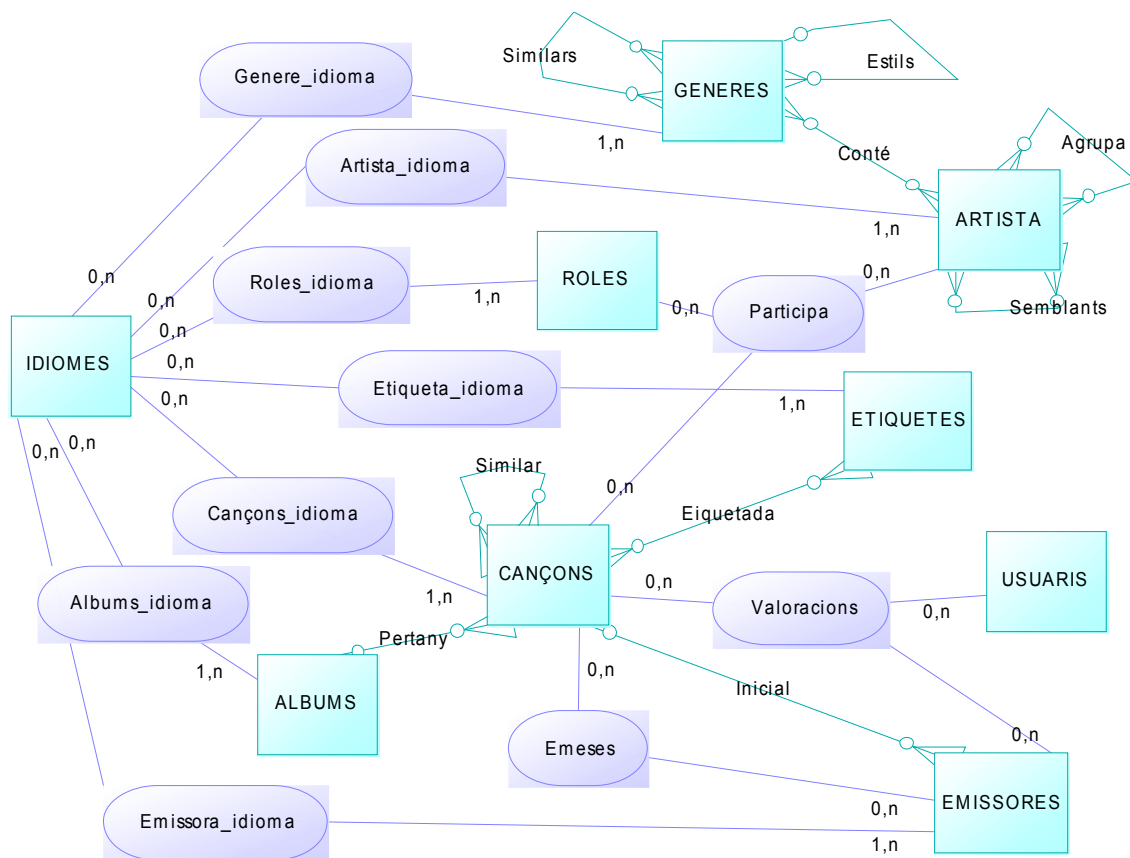 Similars
Estils
Genere_idioma
GENERES
1,n
Conté
Agrupa
Artista_idioma
1,n
ARTISTA
0,n
Semblants
0,n
Roles_idioma
1,n
ROLES
0,n
Participa
0,n
0,n
IDIOMES
0,n
Etiqueta_idioma
1,n
ETIQUETES
0,n
0,n
0,n
Similar
0,n
Eiquetada
Cançons_idioma
1,n
CANÇONS
0,n
Valoracions
0,n
USUARIS
Albums_idioma
1,n
Pertany
ALBUMS
0,n
Inicial
0,n
Emeses
0,n
EMISSORES
Emissora_idioma
1,n